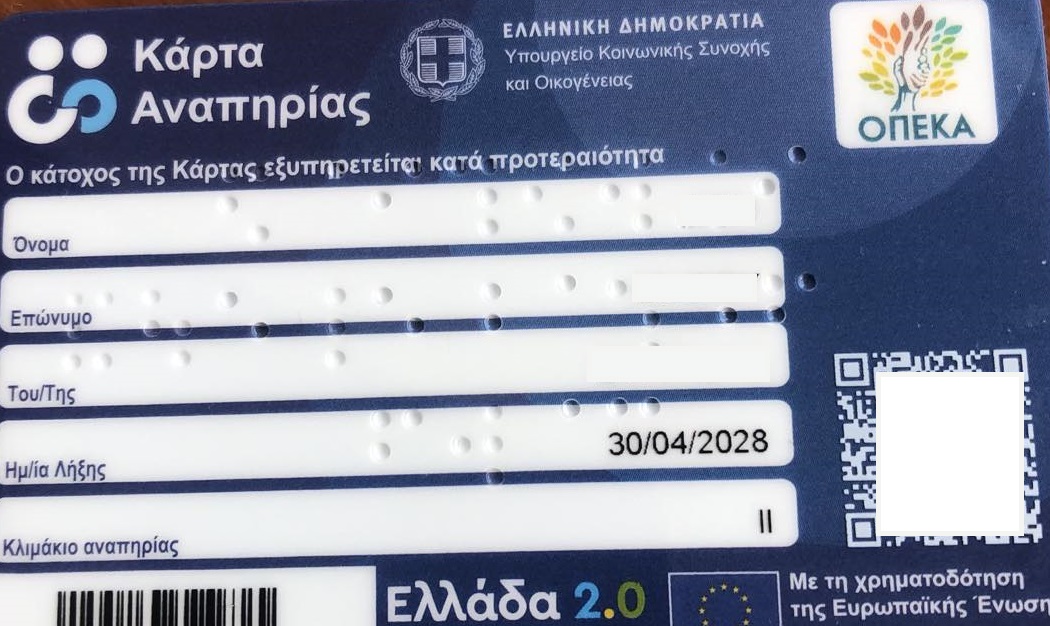 Κάρτα
Αναπηρίας
ΕΛΛΗΝΙΚΗ ΔΗΜΟΚΡΑΤΙΑ
Υπουργείο Κοινωνικής Συνοχής
και Οικογένειας
ΟΠΕΚΑ
Ο κάτοχος της Κάρτας εξυπηρετείται κατά προτεραιότητα
Όνομα
Επώνυμο
Του/Της
30/04/2028
Ημ/ία Λήξης
II
Κλιμάκιο αναπηρίας
Ελλάδα 2.0
Με τη χρηματοδότηση
της Ευρωπαϊκής Ένωση